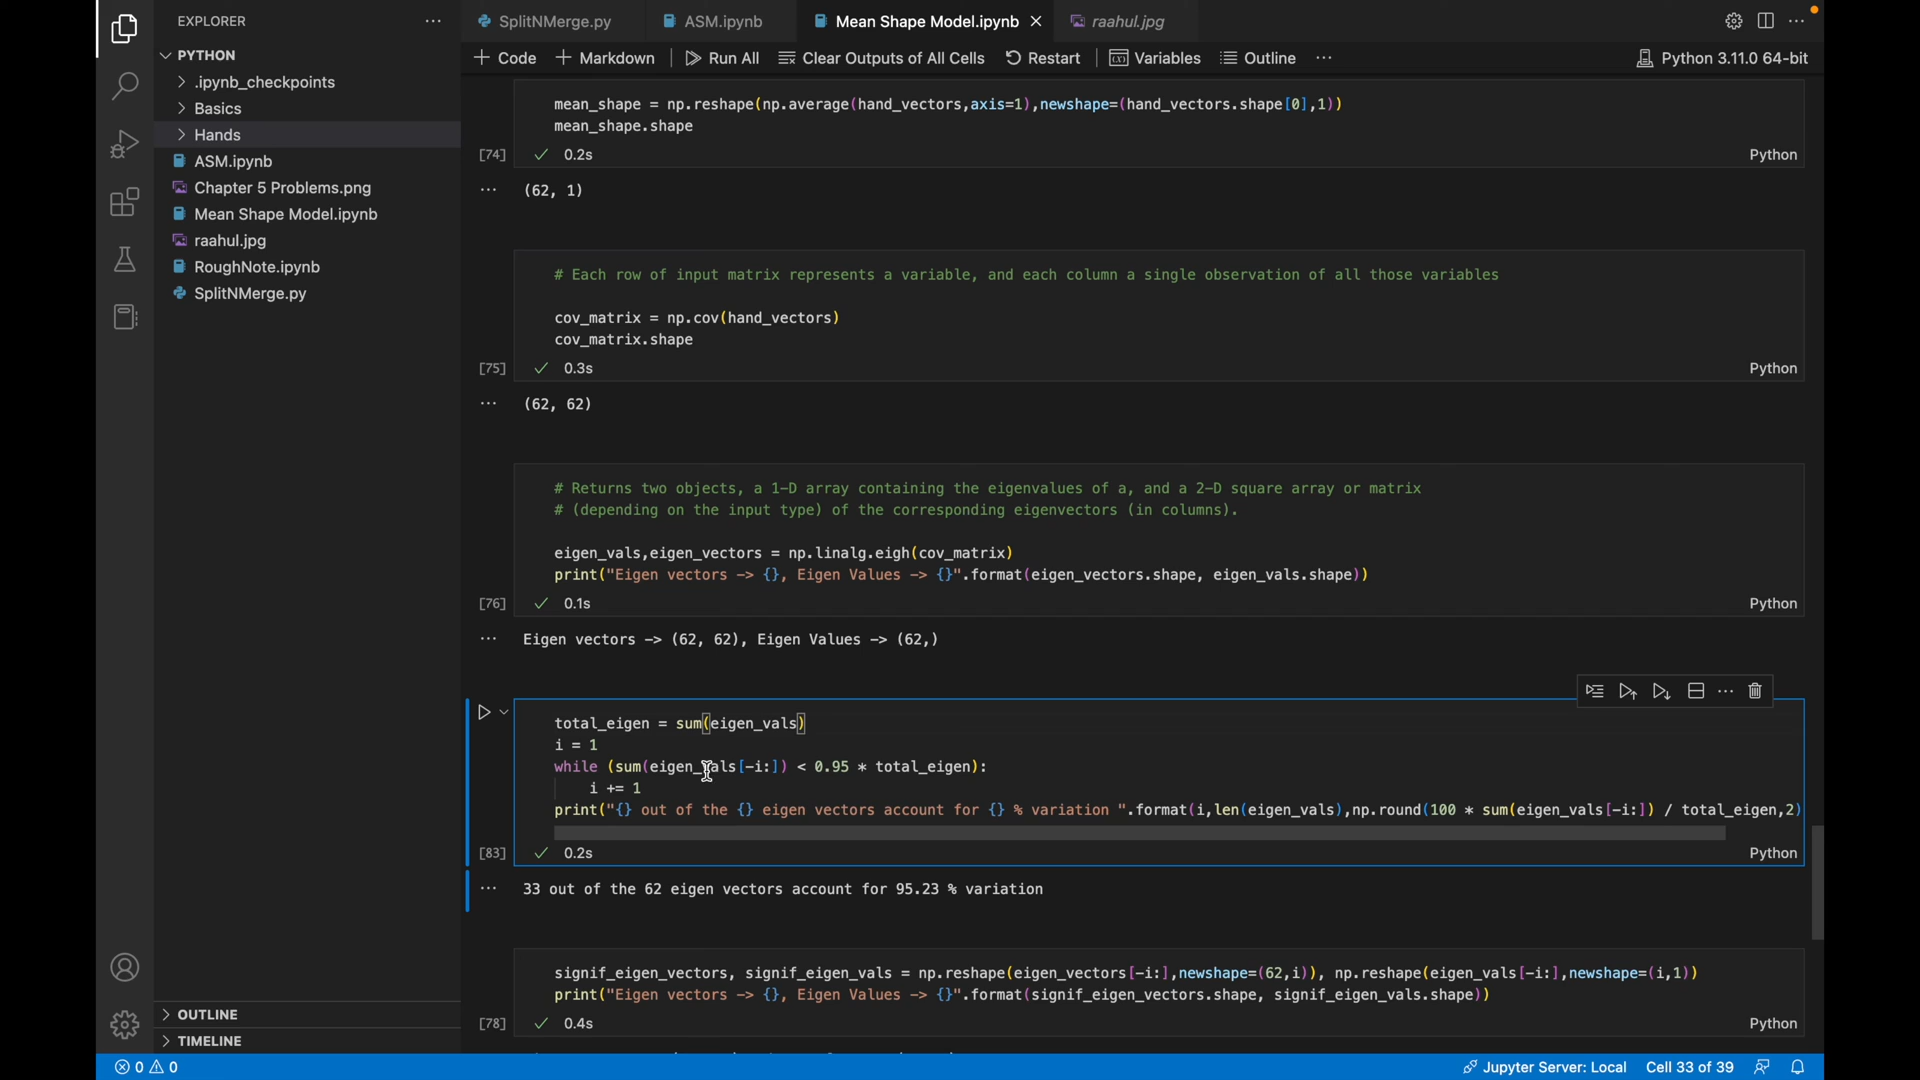 EXPLORER
SplitNMerge.py
ASM.ipynb
Mean Shape Model.ipynb
raahul.jpg
PYTHON
.ipynb_checkpoints
Basics
Hands
ASM.ipynb
Chapter 5 Problems.png
Mean Shape Model.ipynb
raahul.jpg
RoughNote.ipynb
SplitNMerge.py
OUTLINE
TIMELINE
Code
Markdown
Run All
Clear Outputs of All Cells
Restart
Variables
Outline
Python 3.11.0 64-bit
mean_shape = np.reshape(np.average(hand_vectors,axis=1),newshape=(hand_vectors.shape[0],1))
mean_shape.shape
[74] 0.2s Python
(62, 1)
# Each row of input matrix represents a variable, and each column a single observation of all those variables
cov_matrix = np.cov(hand_vectors)
cov_matrix.shape
[75] 0.3s Python
(62, 62)
# Returns two objects, a 1-D array containing the eigenvalues of a, and a 2-D square array or matrix
# (depending on the input type) of the corresponding eigenvectors (in columns).
eigen_vals,eigen_vectors = np.linalg.eigh(cov_matrix)
print("Eigen vectors -> {}, Eigen Values -> {}".format(eigen_vectors.shape, eigen_vals.shape))
[76] 0.1s Python
Eigen vectors -> (62, 62), Eigen Values -> (62,)
total_eigen = sum(eigen_vals)
i = 1
while (sum(eigen_vals[-i:]) < 0.95 * total_eigen):
i += 1
print("{} out of the {} eigen vectors account for {} % variation ".format(i,len(eigen_vals),np.round(100 * sum(eigen_vals[-i:]) / total_eigen,2)
[83] 0.2s Python
33 out of the 62 eigen vectors account for 95.23 % variation
signif_eigen_vectors, signif_eigen_vals = np.reshape(eigen_vectors[-i:],newshape=(62,i)), np.reshape(eigen_vals[-i:],newshape=(i,1))
print("Eigen vectors -> {}, Eigen Values -> {}".format(signif_eigen_vectors.shape, signif_eigen_vals.shape))
[78] 0.4s Python
0 0
Jupyter Server: Local
Cell 33 of 39